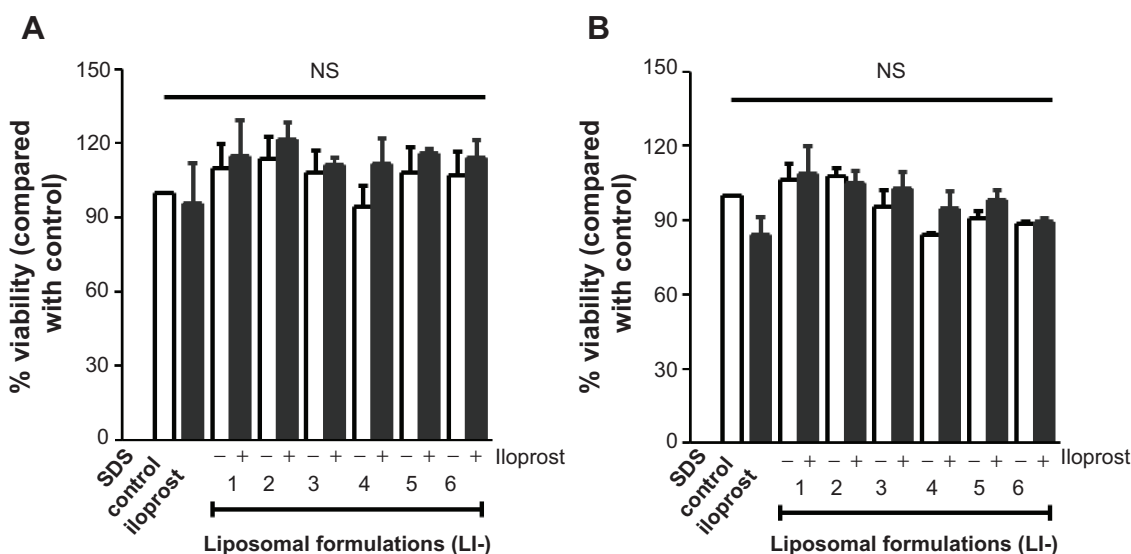 A
% viability (compared
with control)
150
120
90
60
30
0
NS
SDS
control
iloprost
− + − + − + − + − + − + Iloprost
1 2 3 4 5 6
Liposomal formulations (LI-)
B
% viability (compared
with control)
150
120
90
60
30
0
NS
SDS
control
iloprost
− + − + − + − + − + − + Iloprost
1 2 3 4 5 6
Liposomal formulations (LI-)